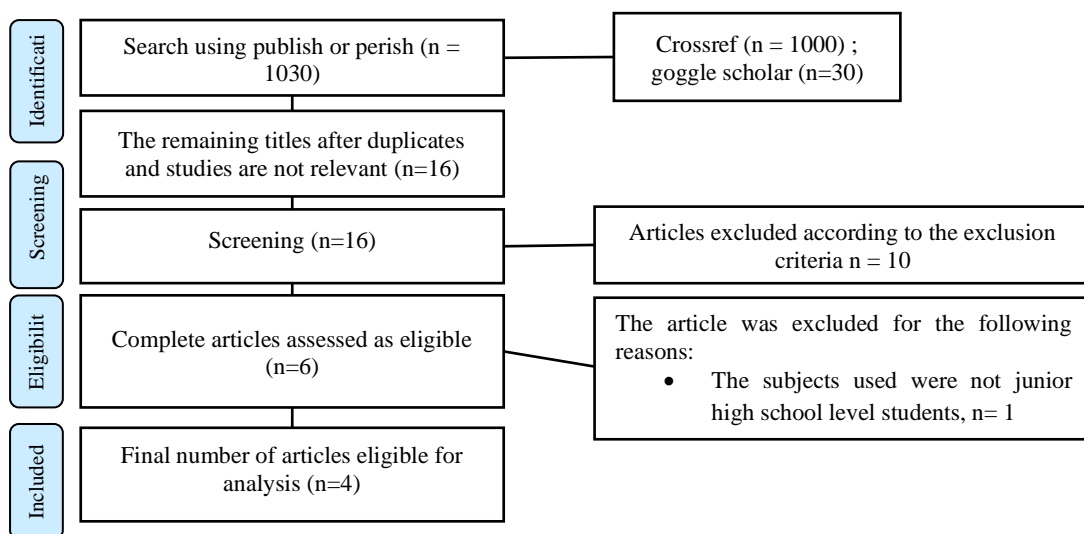 Identificati
Search using publish or perish (n =
1030)
Crossref (n = 1000) ;
goggle scholar (n=30)
The remaining titles after duplicates
and studies are not relevant (n=16)
Screening
Screening (n=16)
Articles excluded according to the exclusion
criteria n = 10
Eligibilit
Complete articles assessed as eligible
(n=6)
The article was excluded for the following
reasons:
• The subjects used were not junior
high school level students, n= 1
Included
Final number of articles eligible for
analysis (n=4)